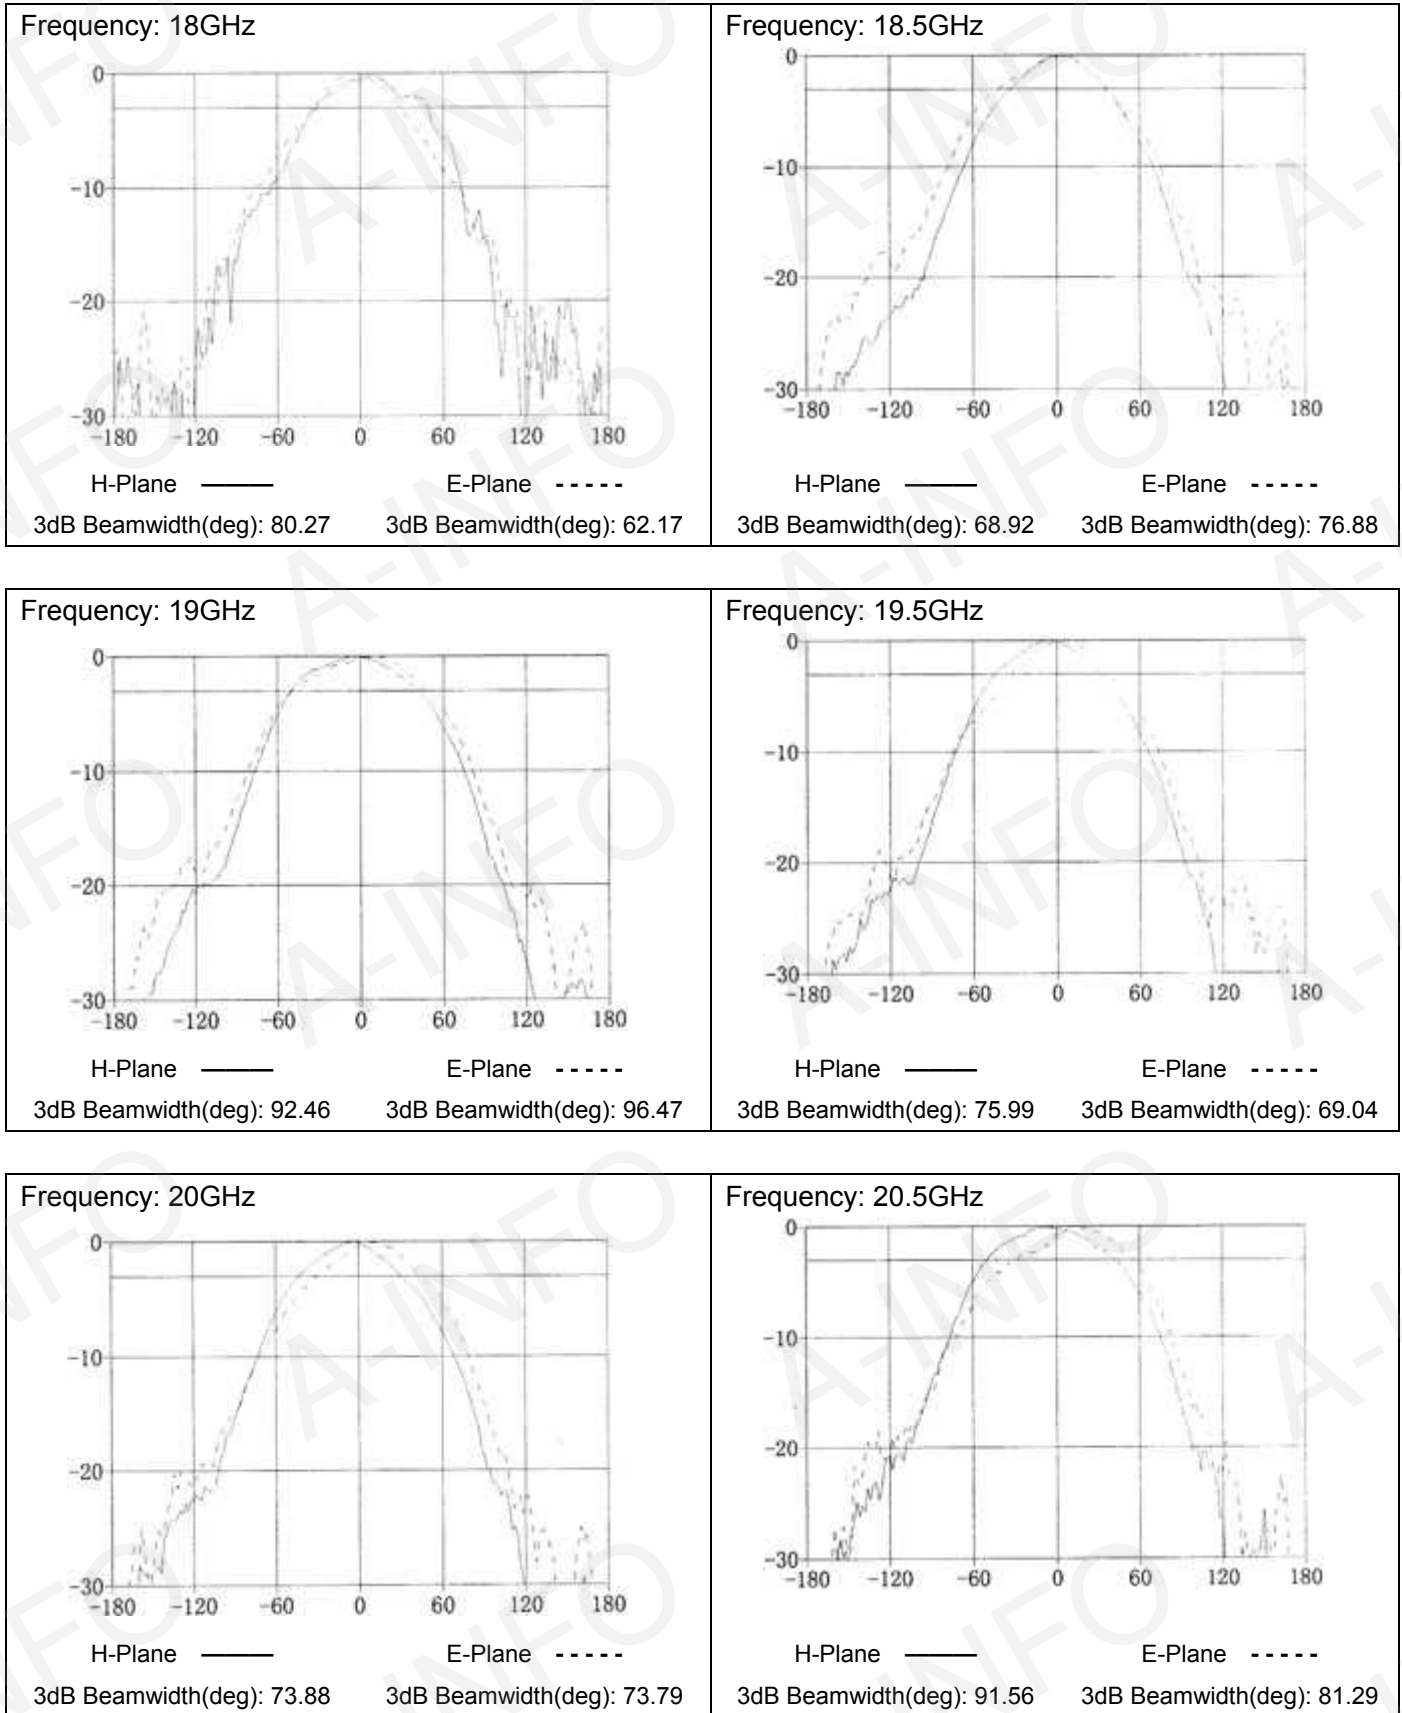 Frequency: 18GHz
0
-10
-20
-30
-180 -120 -60 0 60 120 180
H-Plane ——— E-Plane - - - - -
3dB Beamwidth(deg): 80.27 3dB Beamwidth(deg): 62.17
Frequency: 18.5GHz
0
-10
-20
-30
-180 -120 -60 0 60 120 180
H-Plane ——— E-Plane - - - - -
3dB Beamwidth(deg): 68.92 3dB Beamwidth(deg): 76.88
Frequency: 19GHz
0
-10
-20
-30
-180 -120 -60 0 60 120 180
H-Plane ——— E-Plane - - - - -
3dB Beamwidth(deg): 92.46 3dB Beamwidth(deg): 96.47
Frequency: 19.5GHz
0
-10
-20
-30
-180 -120 -60 0 60 120 180
H-Plane ——— E-Plane - - - - -
3dB Beamwidth(deg): 75.99 3dB Beamwidth(deg): 69.04
Frequency: 20GHz
0
-10
-20
-30
-180 -120 -60 0 60 120 180
H-Plane ——— E-Plane - - - - -
3dB Beamwidth(deg): 73.88 3dB Beamwidth(deg): 73.79
Frequency: 20.5GHz
0
-10
-20
-30
-180 -120 -60 0 60 120 180
H-Plane ——— E-Plane - - - - -
3dB Beamwidth(deg): 91.56 3dB Beamwidth(deg): 81.29
A-INFO